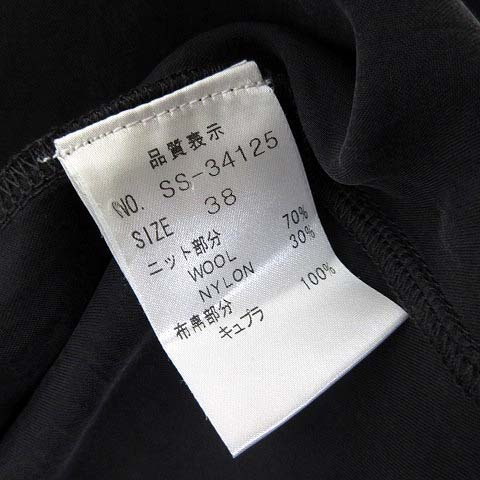 品質表示
NO. SS-34125
SIZE 38
ニット部分
WOOL 70%
NYLON 30%
布帛部分
キュプラ 100%